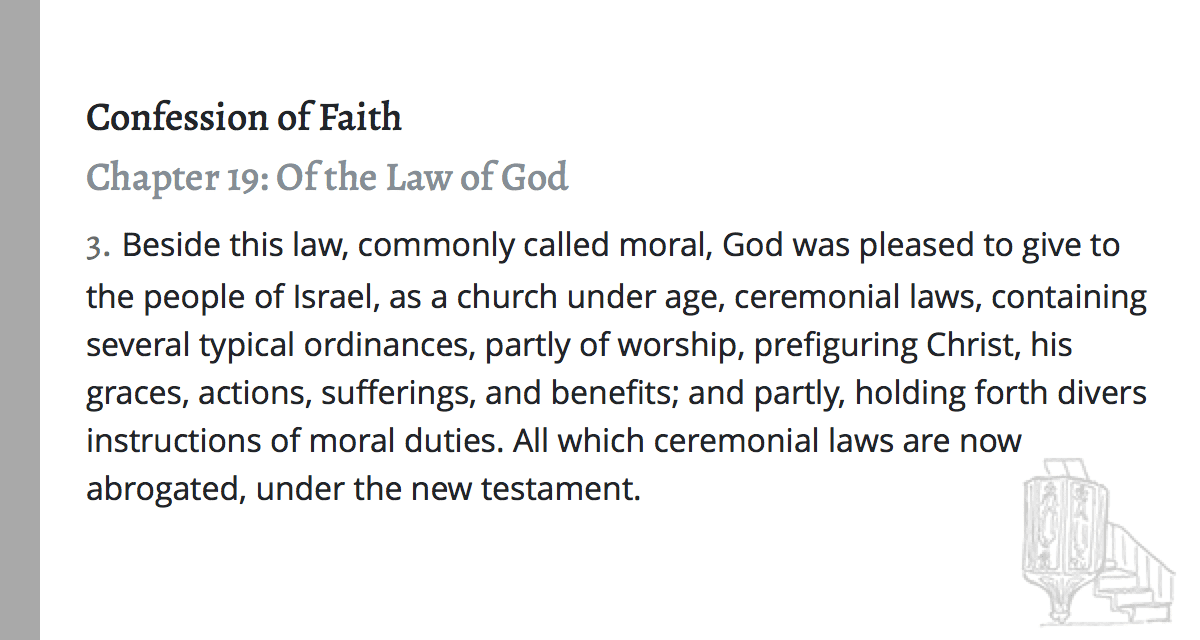 Confession of Faith
Chapter 19: Of the Law of God
3. Beside this law, commonly called moral, God was pleased to give to
the people of Israel, as a church under age, ceremonial laws, containing
several typical ordinances, partly of worship, prefiguring Christ, his
graces, actions, sufferings, and benefits; and partly, holding forth divers
instructions of moral duties. All which ceremonial laws are now
abrogated, under the new testament.